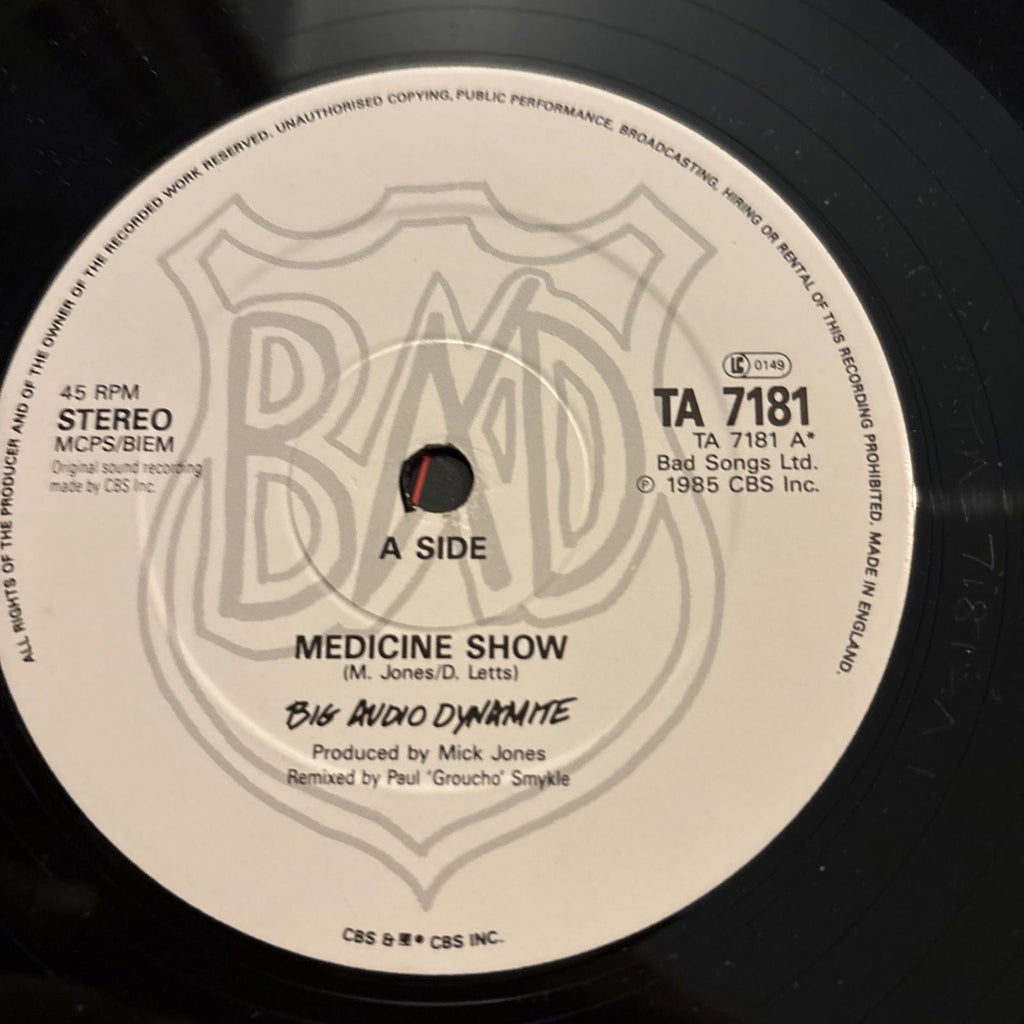 ALL RIGHTS OF THE PRODUCER AND OF THE OWNER OF THE RECORDED WORK RESERVED. UNAUTHORISED COPYING, PUBLIC PERFORMANCE, BROADCASTING, HIRING OR RENTAL OF THIS RECORDING PROHIBITED. MADE IN ENGLAND.
BAD
45 RPM
STEREO
MCPS/BIEM
Original sound recording
made by CBS Inc.
LC 0149
TA 7181
TA 7181 A*
Bad Songs Ltd.
℗ 1985 CBS Inc.
A SIDE
MEDICINE SHOW
(M. Jones/D. Letts)
BIG AUDIO DYNAMITE
Produced by Mick Jones
Remixed by Paul 'Groucho' Smykle
CBS & CBS INC.